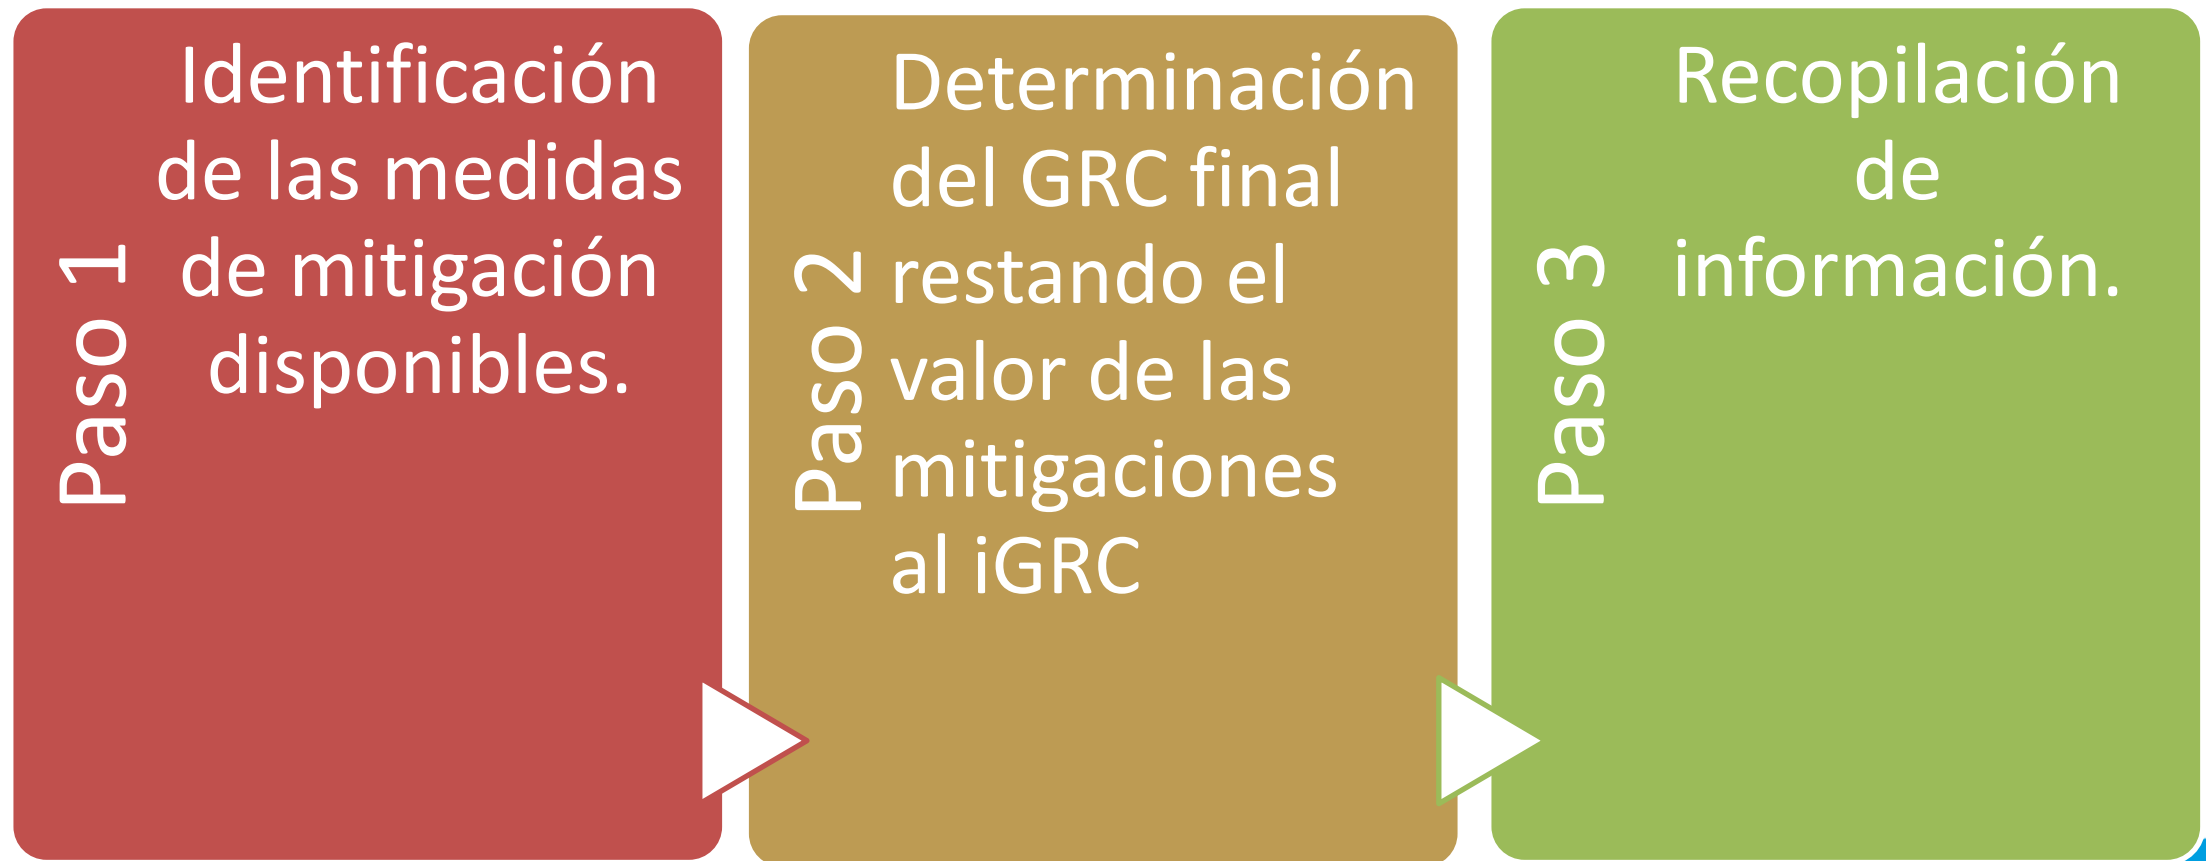 Paso 1
Identificación
de las medidas
de mitigación
disponibles.
Paso 2
Determinación
del GRC final
restando el
valor de las
mitigaciones
al iGRC
Paso 3
Recopilación
de
información.